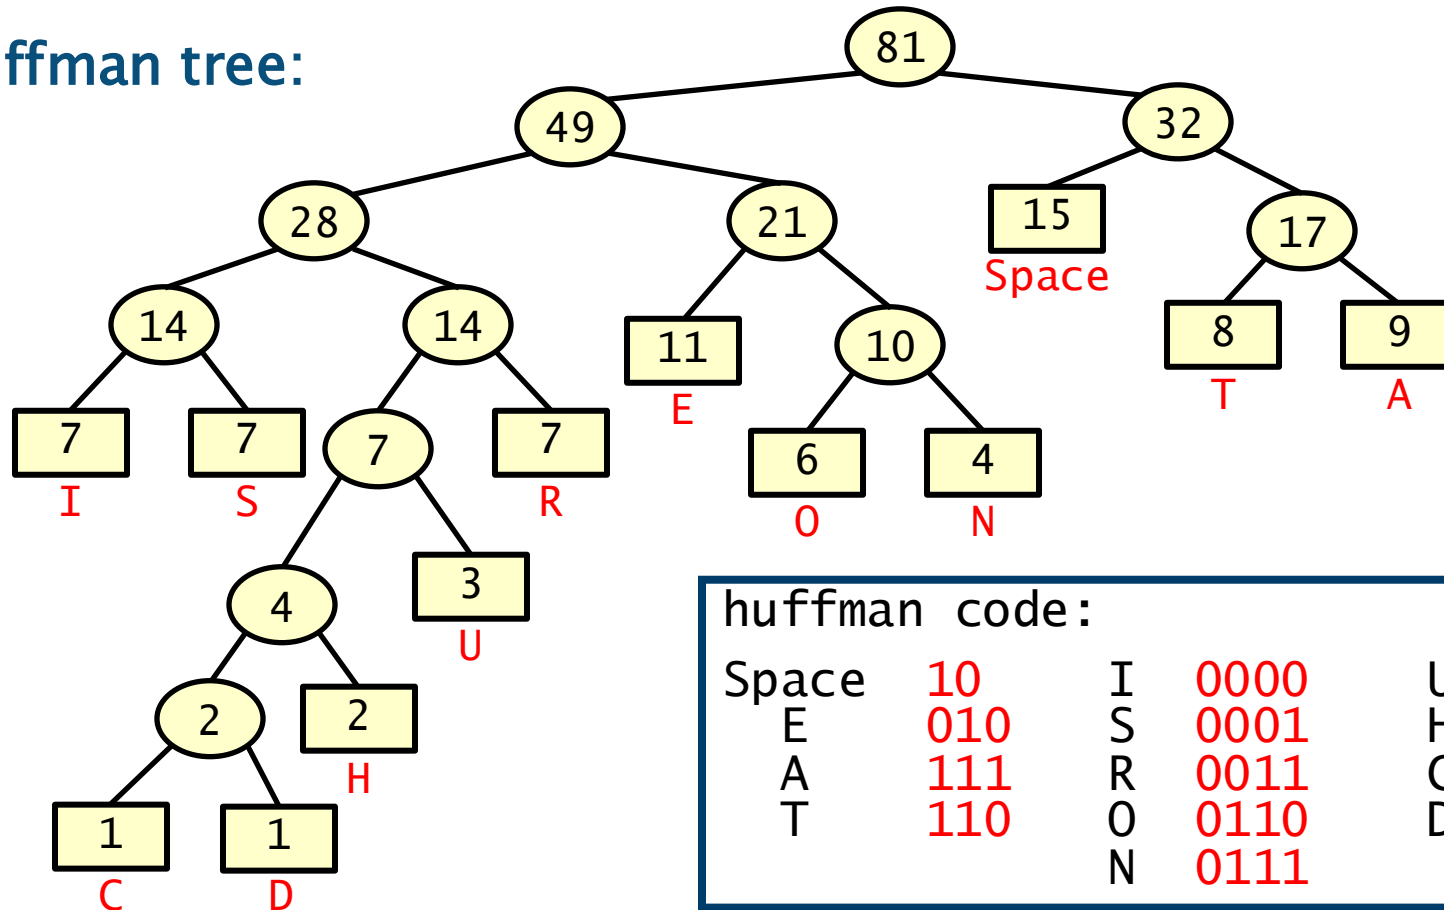 ffman tree:
81
49 32
28 21 15 17
Space
14 14 11 10 8 9
E T A
7 7 7 7 6 4
I S R O N
4 3
U
2 2
H
1 1
C D
huffman code:
Space 10 I 0000 U
E 010 S 0001 H
A 111 R 0011 C
T 110 O 0110 D
N 0111